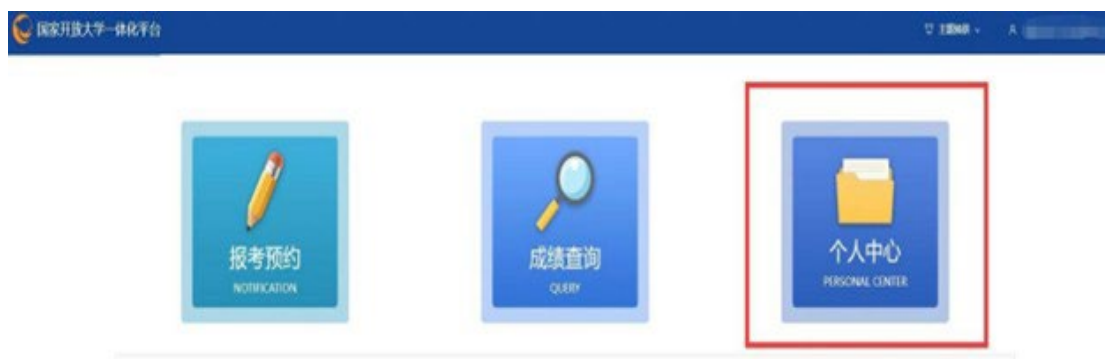 国家开放大学一体化平台
报考预约
NOTIFICATION
成绩查询
QUERY
个人中心
PERSONAL CENTER